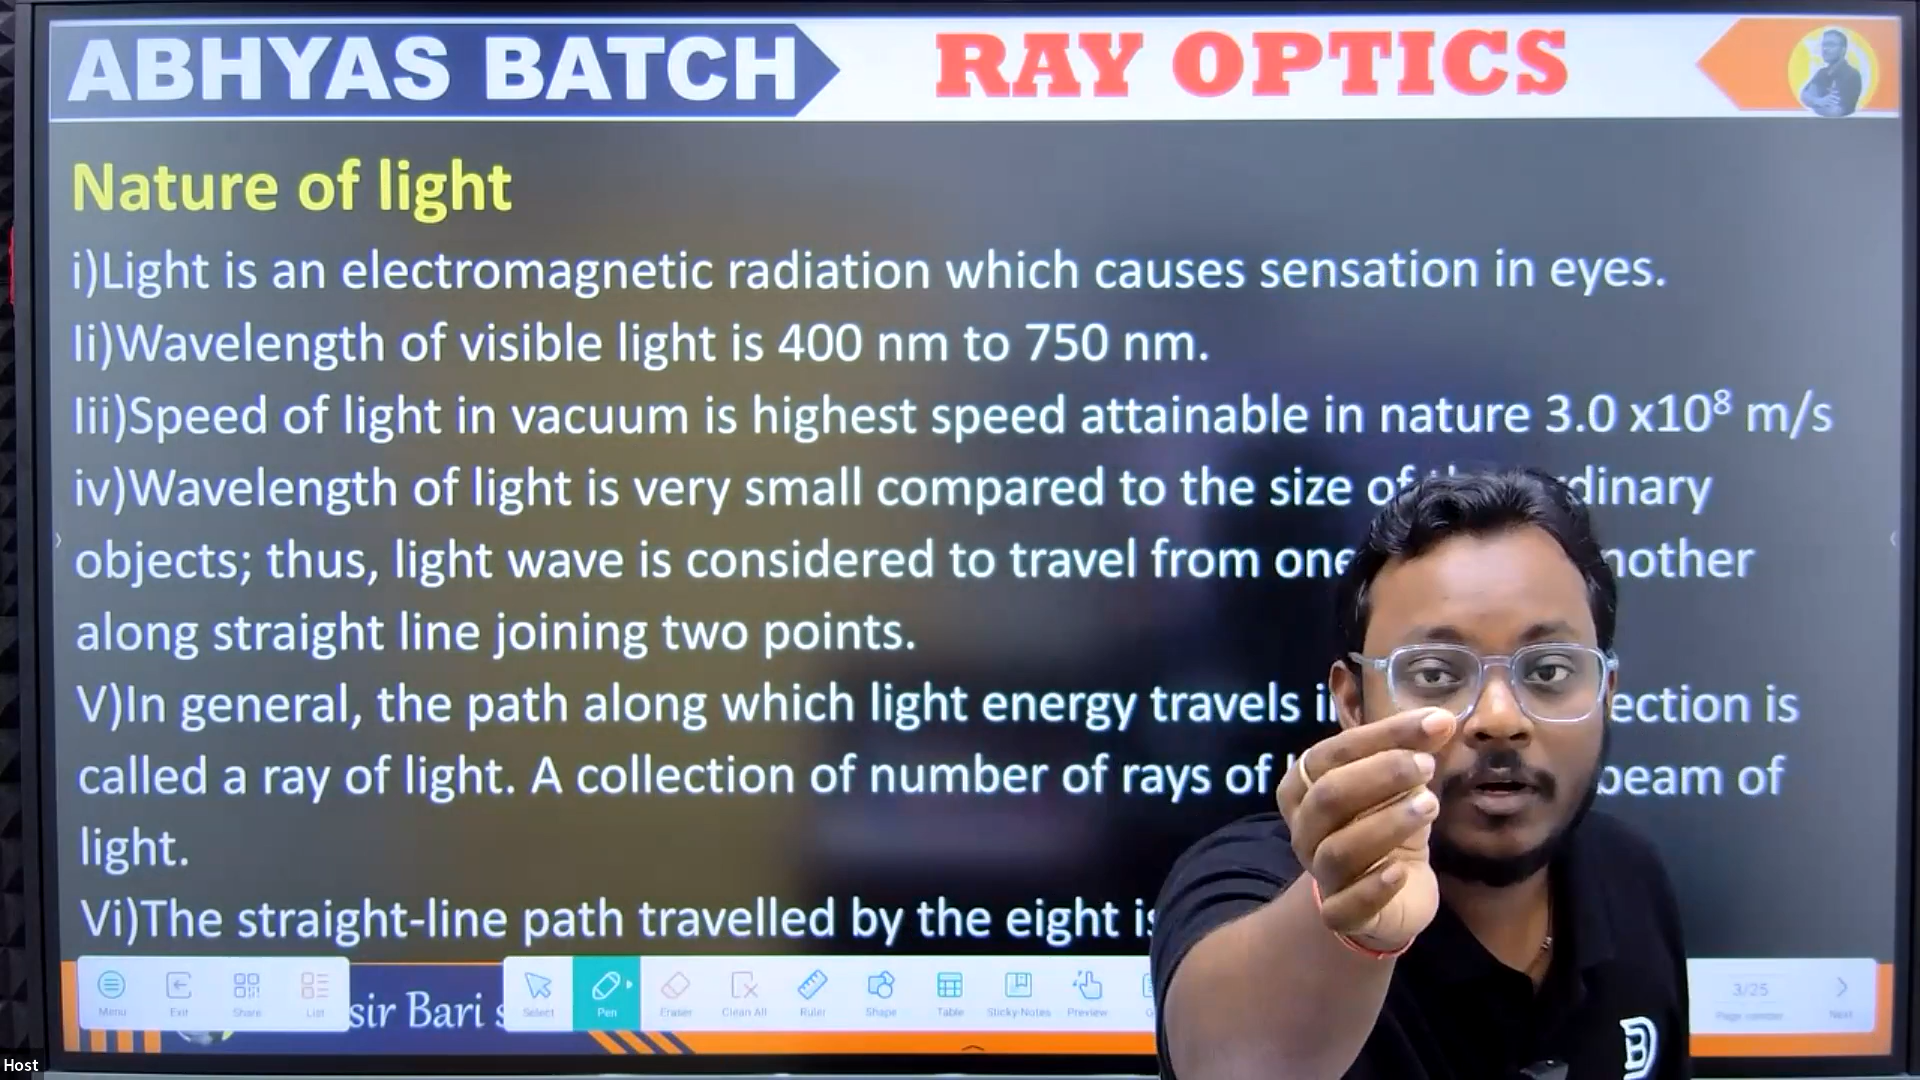 ABHYAS BATCH
RAY OPTICS
Nature of light
i)Light is an electromagnetic radiation which causes sensation in eyes.
Ii)Wavelength of visible light is 400 nm to 750 nm.
Iii)Speed of light in vacuum is highest speed attainable in nature 3.0 x10⁸ m/s
iv)Wavelength of light is very small compared to the size of
objects; thus, light wave is considered to travel from
along straight line joining two points.
V)In general, the path along which light energy travels is
called a ray of light. A collection of number of rays of beam of
light.
Vi)The straight-line path travelled by the eight
Menu Exit Share List
sir Bari
Select Pen Eraser Clean All Ruler Shape Table Sticky Notes Preview
3/25
Page number Next
Host